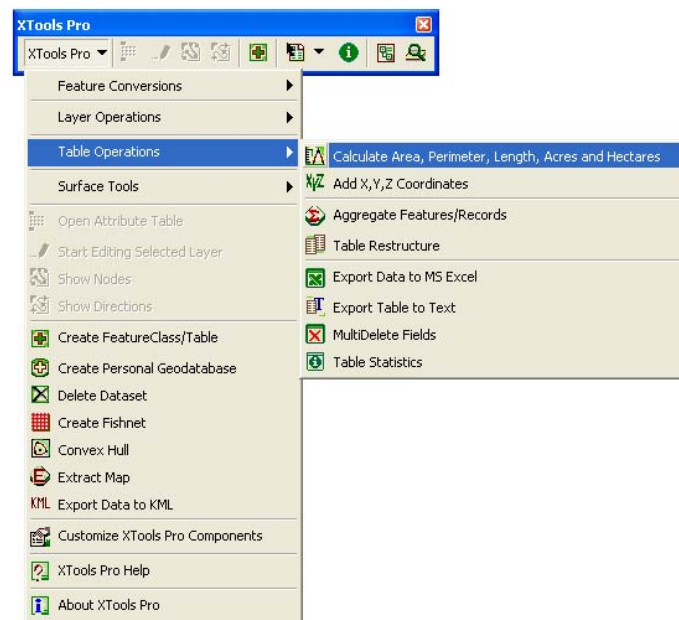 XTools Pro
XTools Pro
Feature Conversions
Layer Operations
Table Operations
Surface Tools
Open Attribute Table
Start Editing Selected Layer
Show Nodes
Show Directions
Create FeatureClass/Table
Create Personal Geodatabase
Delete Dataset
Create Fishnet
Convex Hull
Extract Map
KML Export Data to KML
Customize XTools Pro Components
XTools Pro Help
About XTools Pro
Calculate Area, Perimeter, Length, Acres and Hectares
XYZ Add X,Y,Z Coordinates
Aggregate Features/Records
Table Restructure
Export Data to MS Excel
Export Table to Text
MultiDelete Fields
Table Statistics